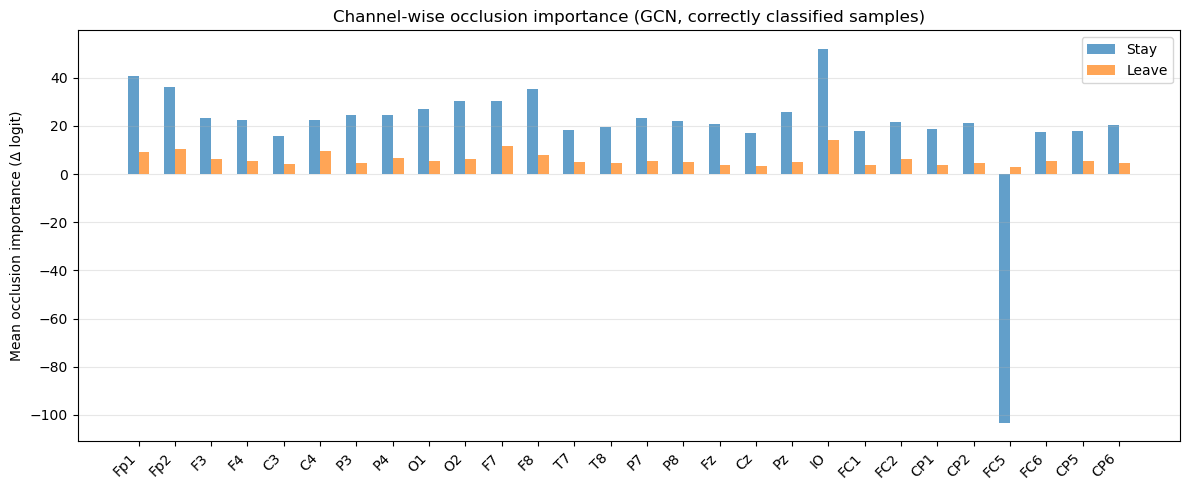 Channel-wise occlusion importance (GCN, correctly classified samples)
Stay
Leave
Mean occlusion importance (Δ logit)
40
20
0
−20
−40
−60
−80
−100
Fp1 Fp2 F3 F4 C3 C4 P3 P4 O1 O2 F7 F8 T7 T8 P7 P8 Fz Cz Pz IO FC1 FC2 CP1 CP2 FC5 FC6 CP5 CP6